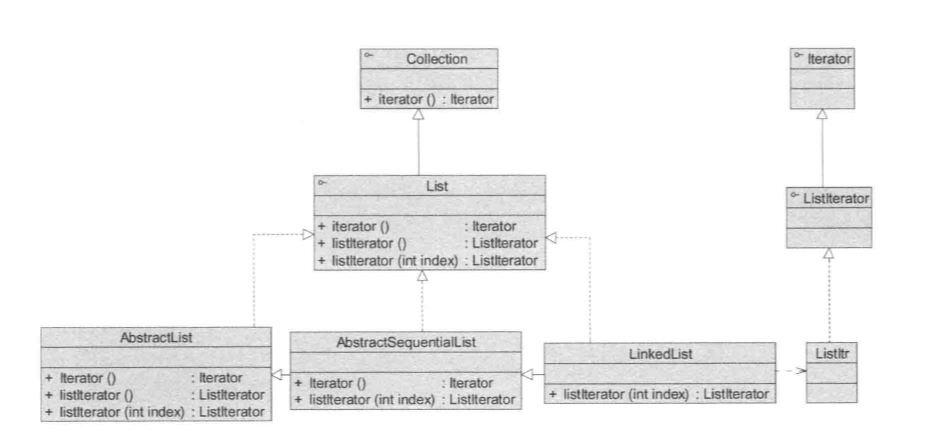 Collection
+ iterator () : Iterator
Iterator
List
+ iterator () : Iterator
+ listIterator () : ListIterator
+ listIterator (int index) : ListIterator
ListIterator
AbstractList
+ Iterator () : Iterator
+ listIterator () : ListIterator
+ listIterator (int index) : ListIterator
AbstractSequentialList
+ Iterator () : Iterator
+ listIterator (int index) : ListIterator
LinkedList
+ listIterator (int index) : ListIterator
ListItr